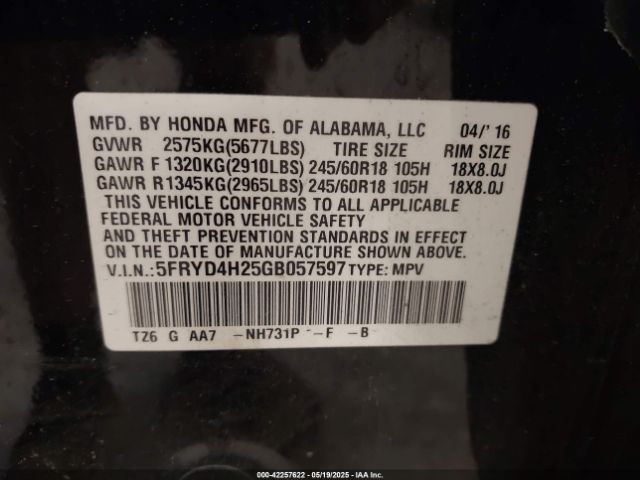 MFD. BY HONDA MFG. OF ALABAMA, LLC 04/'16
GVWR 2575KG(5677LBS) TIRE SIZE RIM SIZE
GAWR F 1320KG(2910LBS) 245/60R18 105H 18X8.0J
GAWR R1345KG(2965LBS) 245/60R18 105H 18X8.0J
THIS VEHICLE CONFORMS TO ALL APPLICABLE
FEDERAL MOTOR VEHICLE SAFETY
AND THEFT PREVENTION STANDARDS IN EFFECT
ON THE DATE OF MANUFACTURE SHOWN ABOVE.
V.I.N.:5FRYD4H25GB057597 TYPE: MPV
TZ6 G AA7 -NH731P --F -B
000-42257622 - 05/19/2025 - IAA Inc.